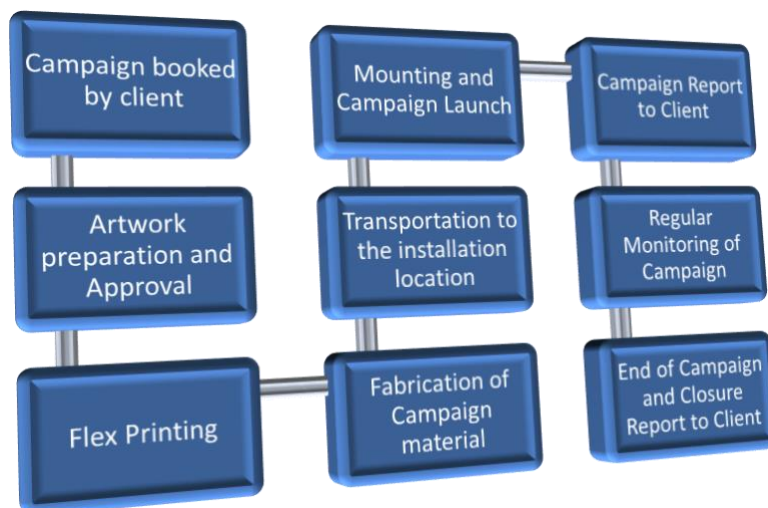 Campaign booked
by client
Artwork
preparation and
Approval
Flex Printing
Fabrication of
Campaign
material
Transportation to
the installation
location
Mounting and
Campaign Launch
Campaign Report
to Client
Regular
Monitoring of
Campaign
End of Campaign
and Closure
Report to Client